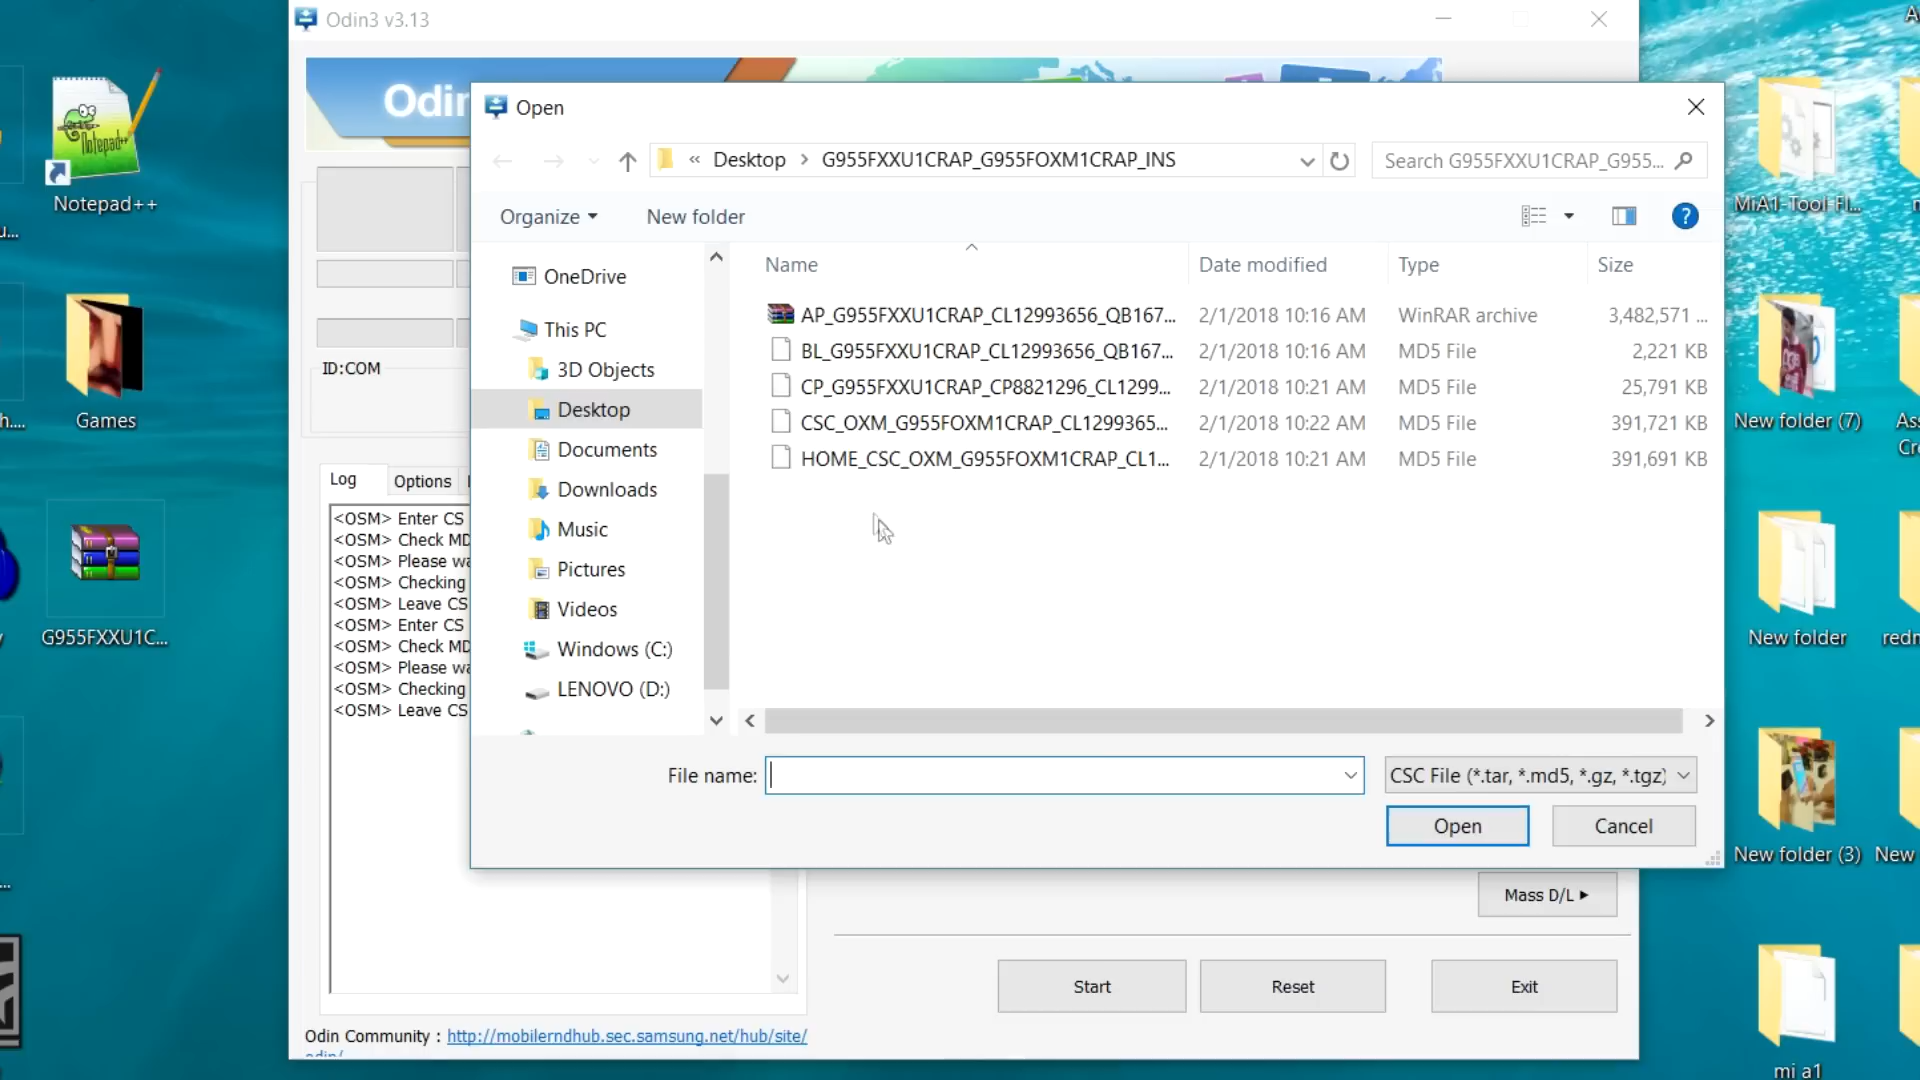 Odin3 v3.13
Odin
Open
« Desktop > G955FXXU1CRAP_G955FOXM1CRAP_INS
Search G955FXXU1CRAP_G955...
Organize
New folder
Name
Date modified
Type
Size
AP_G955FXXU1CRAP_CL12993656_QB167... 2/1/2018 10:16 AM WinRAR archive 3,482,571 ...
BL_G955FXXU1CRAP_CL12993656_QB167... 2/1/2018 10:16 AM MD5 File 2,221 KB
CP_G955FXXU1CRAP_CP8821296_CL1299... 2/1/2018 10:21 AM MD5 File 25,791 KB
CSC_OXM_G955FOXM1CRAP_CL1299365... 2/1/2018 10:22 AM MD5 File 391,721 KB
HOME_CSC_OXM_G955FOXM1CRAP_CL1... 2/1/2018 10:21 AM MD5 File 391,691 KB
OneDrive
This PC
3D Objects
Desktop
Documents
Downloads
Music
Pictures
Videos
Windows (C:)
LENOVO (D:)
File name:
CSC File (*.tar, *.md5, *.gz, *.tgz)
Open
Cancel
ID:COM
Log
Options
<OSM> Enter CS
<OSM> Check MD
<OSM> Please wa
<OSM> Checking
<OSM> Leave CS
<OSM> Enter CS
<OSM> Check MD
<OSM> Please wa
<OSM> Checking
<OSM> Leave CS
Mass D/L
Start
Reset
Exit
Odin Community : http://mobilerndhub.sec.samsung.net/hub/site/
odin/
Notepad++
Games
G955FXXU1C...
MiA1-Tool-Fl...
New folder (7)
New folder
redm
New folder (3)
New
mi a1